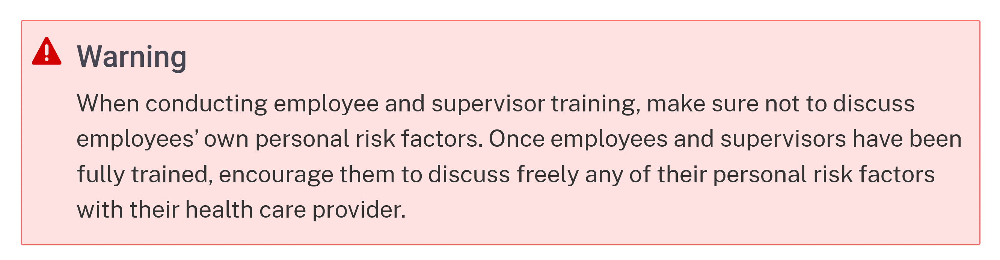 Warning
When conducting employee and supervisor training, make sure not to discuss
employees’ own personal risk factors. Once employees and supervisors have been
fully trained, encourage them to discuss freely any of their personal risk factors
with their health care provider.